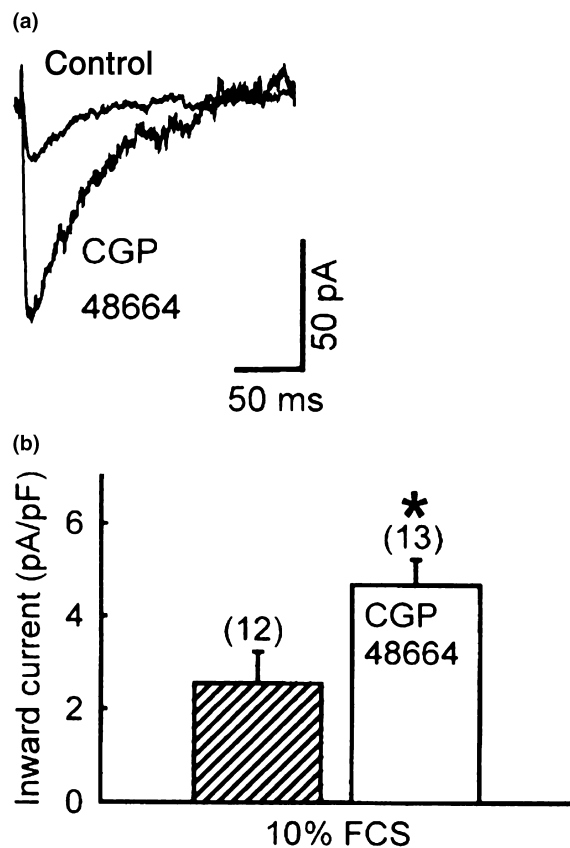 (a)
Control
CGP
48664
50 pA
50 ms
(b)
Inward current (pA/pF)
6
4
2
0
(12)
*
(13)
CGP
48664
10% FCS